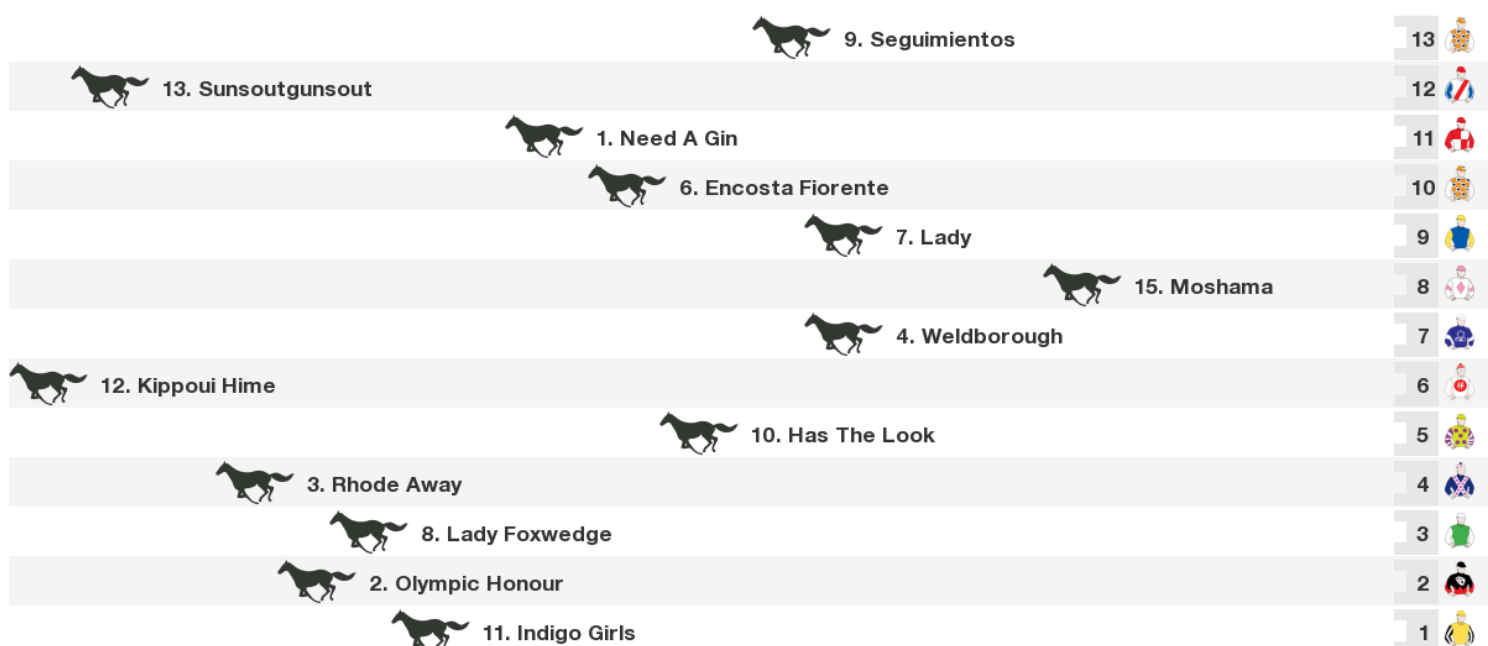 9. Seguimientos 13
13. Sunsoutgunsout 12
1. Need A Gin 11
6. Encosta Fiorente 10
7. Lady 9
15. Moshama 8
4. Weldborough 7
12. Kippoui Hime 6
10. Has The Look 5
3. Rhode Away 4
8. Lady Foxwedge 3
2. Olympic Honour 2
11. Indigo Girls 1